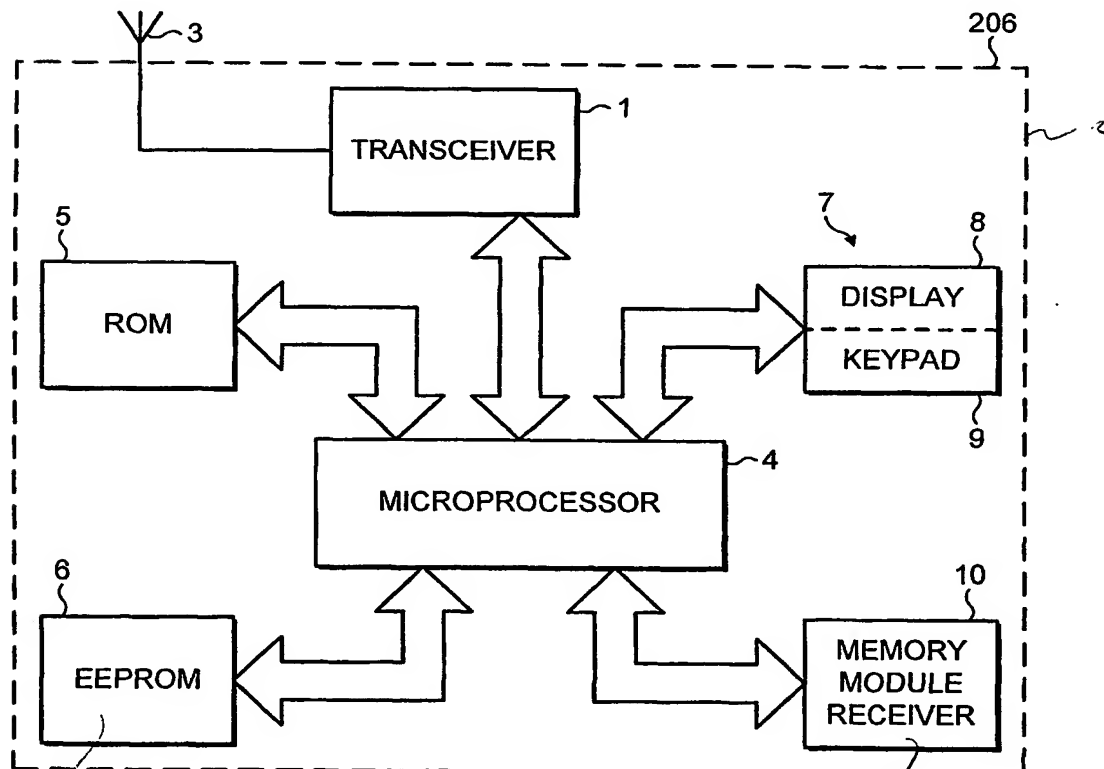 3
206
1
TRANSCEIVER
5
7
8
ROM
DISPLAY
KEYPAD
9
4
MICROPROCESSOR
6
10
EEPROM
MEMORY
MODULE
RECEIVER